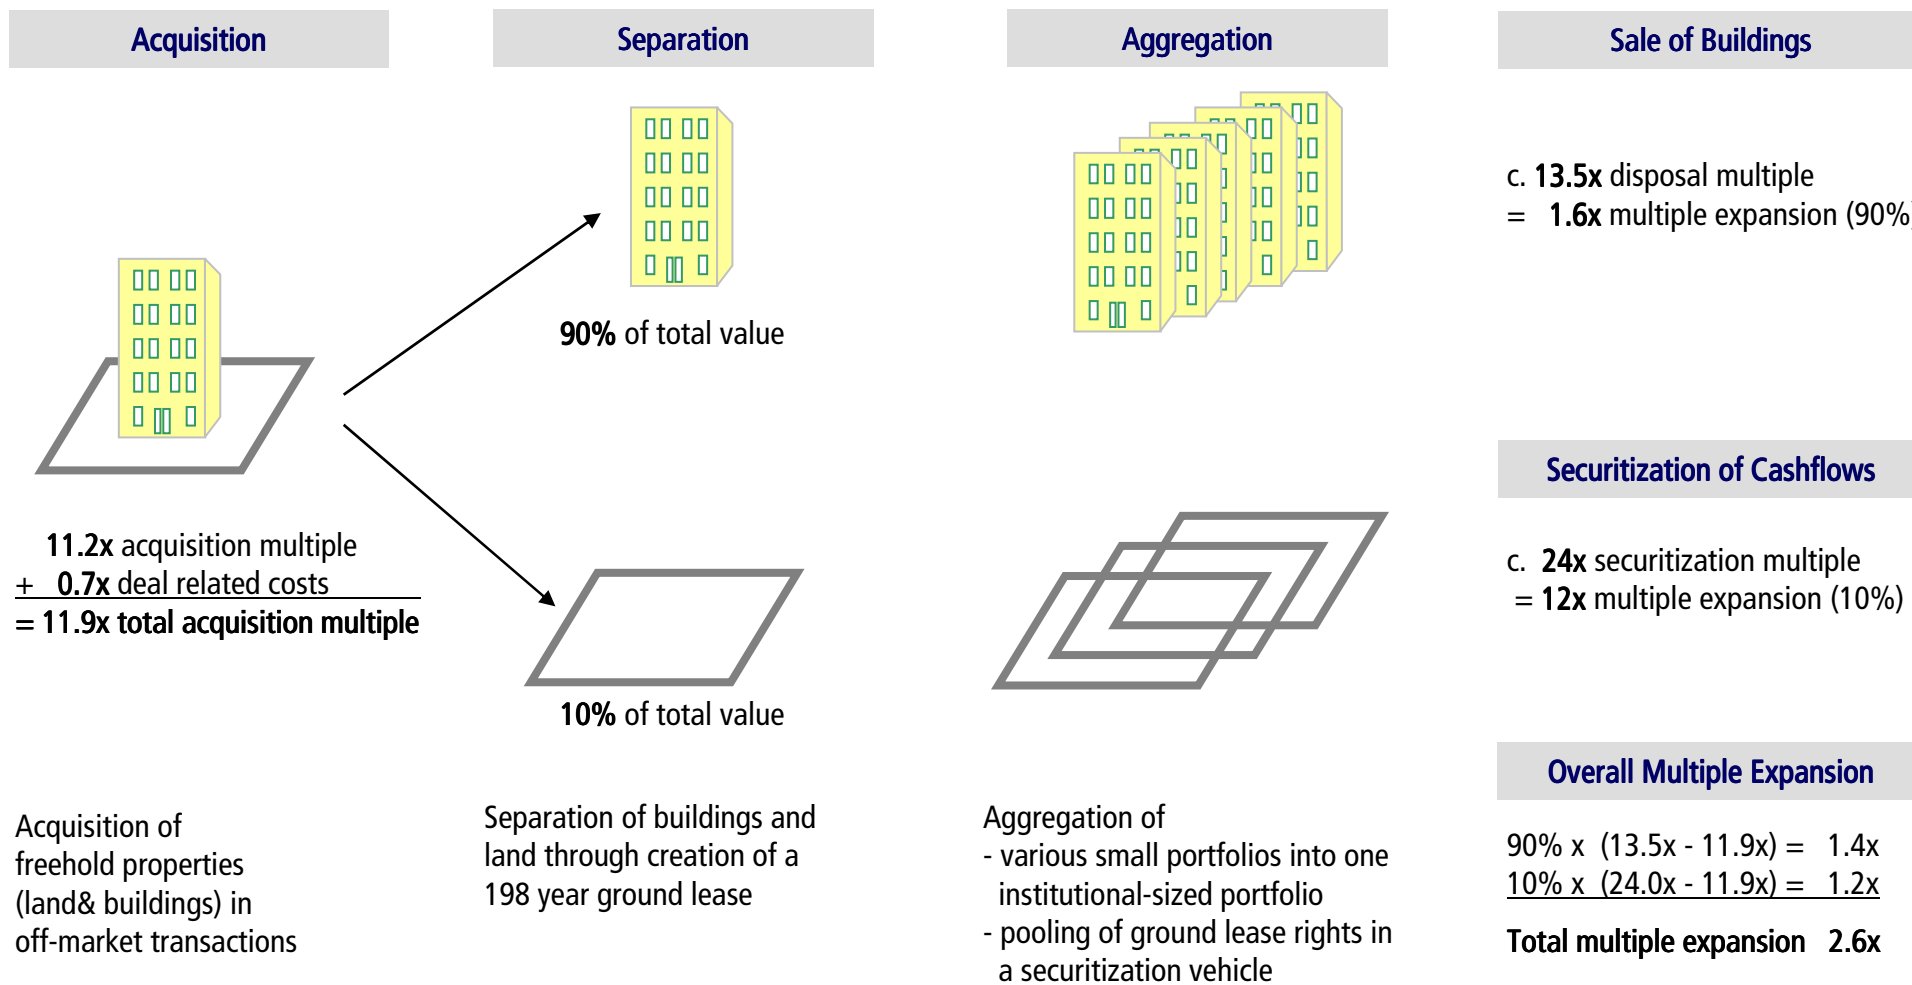 Acquisition
11.2x acquisition multiple
+ 0.7x deal related costs
= 11.9x total acquisition multiple
Acquisition of
freehold properties
(land& buildings) in
off-market transactions
Separation
90% of total value
10% of total value
Separation of buildings and
land through creation of a
198 year ground lease
Aggregation
Aggregation of
- various small portfolios into one
institutional-sized portfolio
- pooling of ground lease rights in
a securitization vehicle
Sale of Buildings
c. 13.5x disposal multiple
= 1.6x multiple expansion (90%)
Securitization of Cashflows
c. 24x securitization multiple
= 12x multiple expansion (10%)
Overall Multiple Expansion
90% x (13.5x - 11.9x) = 1.4x
10% x (24.0x - 11.9x) = 1.2x
Total multiple expansion 2.6x